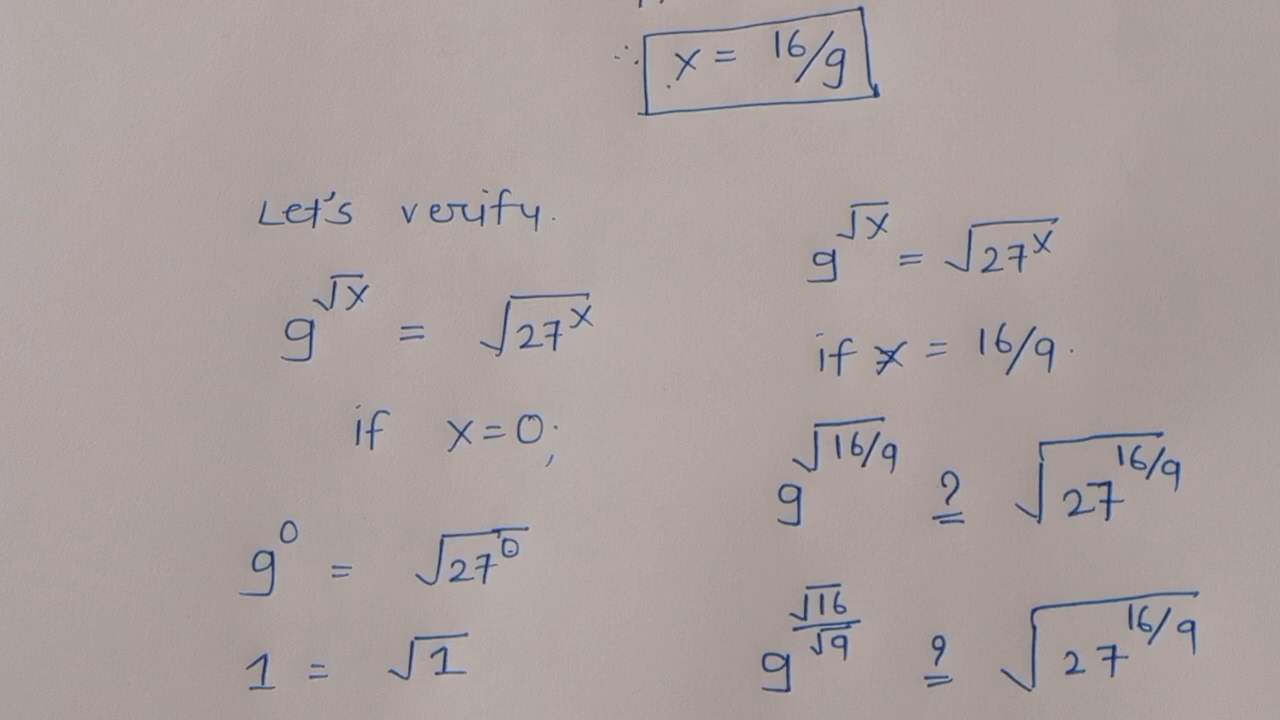 ∴ x = 16/9
Let's verify.
9^√x = √27^x
if x=0;
9^0 = √27^0
1 = √1
9^√x = √27^x
if x = 16/9.
9^√16/9 ≟ √27^16/9
9^√16/√9 ≟ √27^16/9